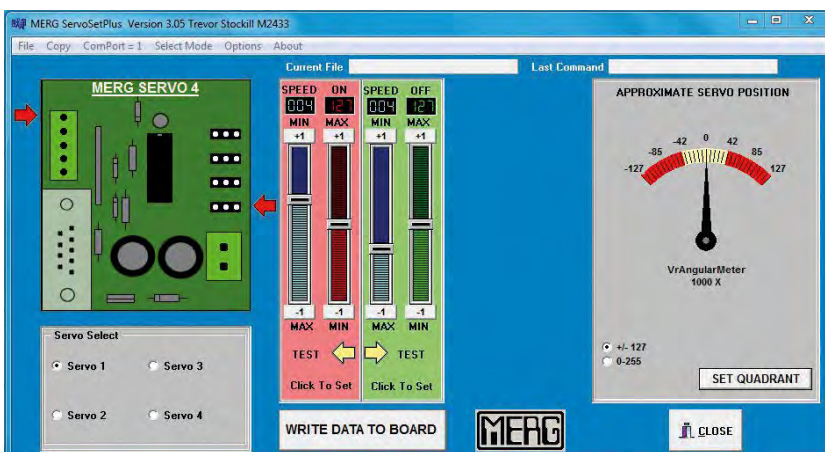 MERG ServoSetPlus Version 3.05 Trevor Stockill M2433
File Copy ComPort = 1 Select Mode Options About
Current File
Last Command
MERG SERVO 4
SPEED ON SPEED OFF
004 127 004 127
MIN MAX MIN MAX
+1 +1 +1 +1
-1 -1 -1 -1
MAX MIN MAX MIN
TEST TEST
Click To Set Click To Set
APPROXIMATE SERVO POSITION
-127 -85 -42 0 42 85 127
VrAngularMeter
1000 X
+/- 127
0-255
SET QUADRANT
Servo Select
Servo 1 Servo 3
Servo 2 Servo 4
WRITE DATA TO BOARD
MERG
CLOSE